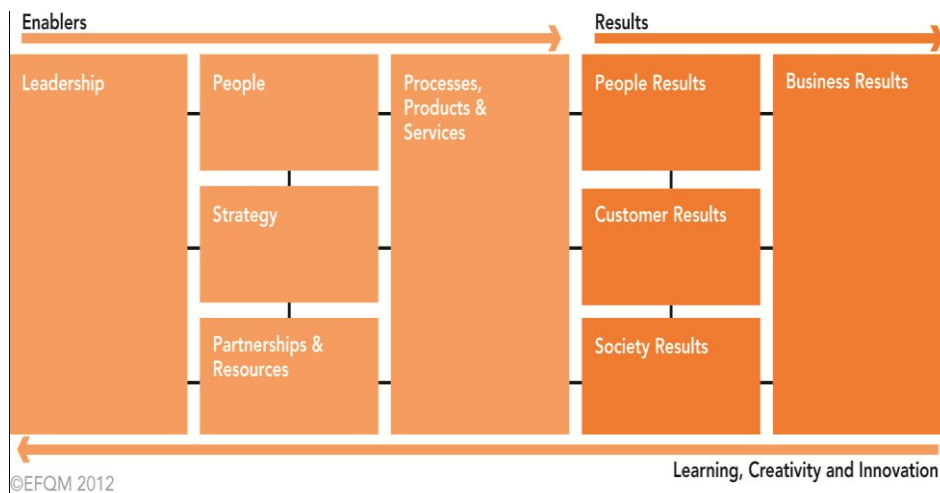 Enablers
Results
Leadership
People
Processes,
Products &
Services
People Results
Business Results
Strategy
Customer Results
Partnerships &
Resources
Society Results
Learning, Creativity and Innovation
©EFQM 2012